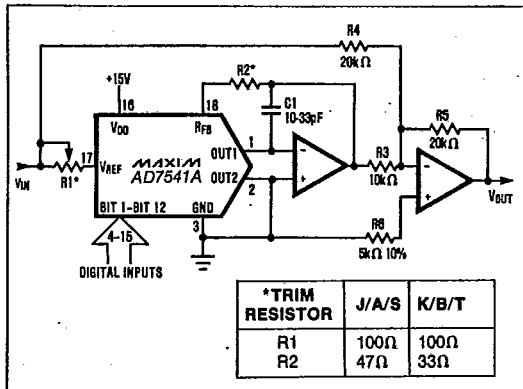 R4
20kΩ
+15V
R2*
16
18
C1
10-33pF
R5
20kΩ
VDD
RFB
VIN
R1*
17
VREF
MAXIM
AD7541A
OUT1
1
OUT2
2
R3
10kΩ
VOUT
BIT 1-BIT 12
GND
3
4-15
DIGITAL INPUTS
R6
5kΩ 10%
*TRIM RESISTOR J/A/S K/B/T
R1 100Ω 100Ω
R2 47Ω 33Ω